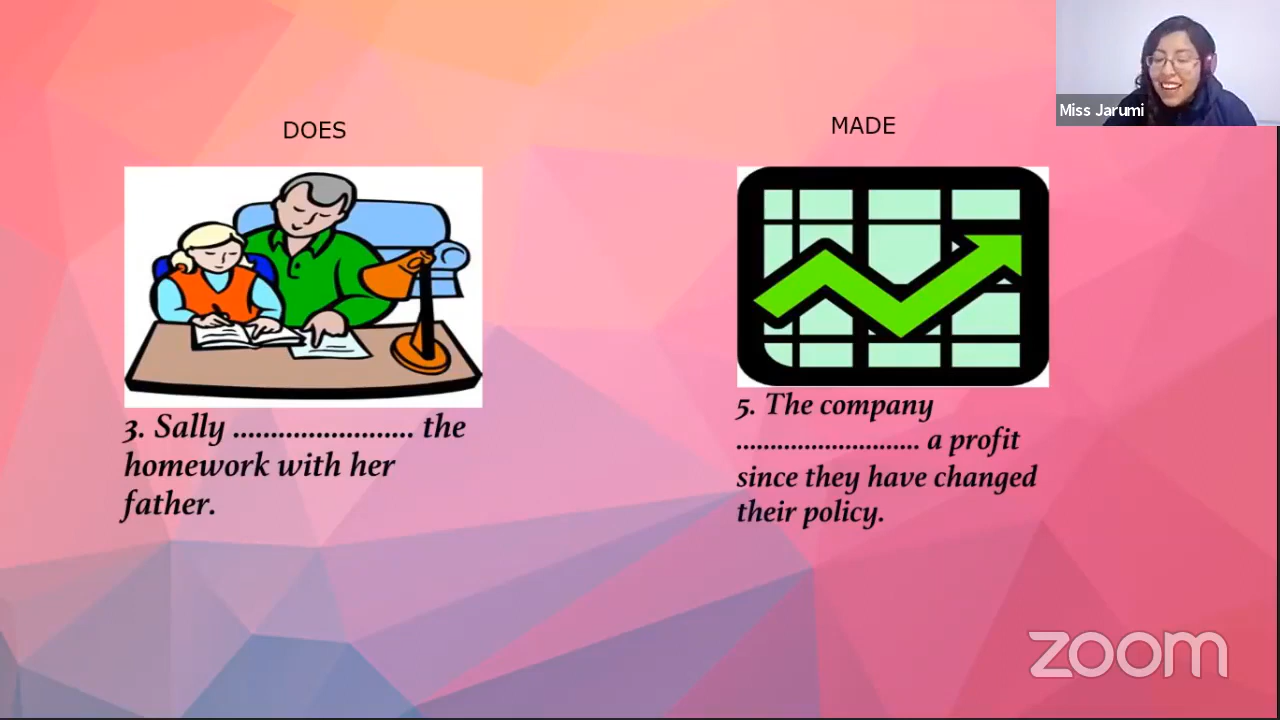 Miss Jarumi
DOES
MADE
3. Sally ........................ the
homework with her
father.
5. The company
........................... a profit
since they have changed
their policy.
zoom